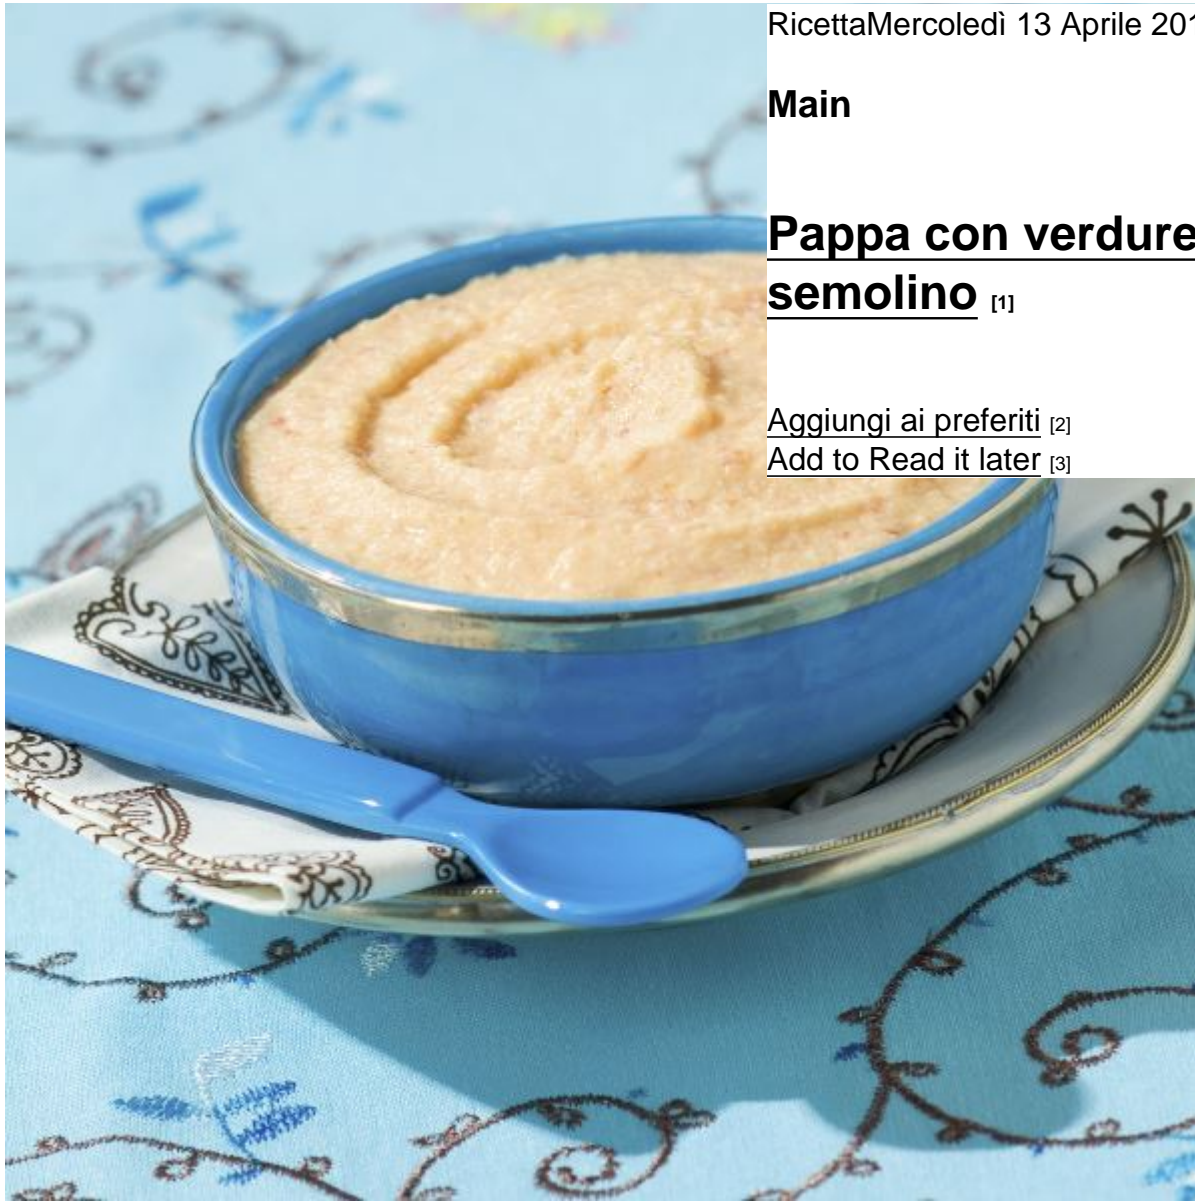 RicettaMercoledì 13 Aprile 201
Main
Pappa con verdure
semolino [1]
Aggiungi ai preferiti [2]
Add to Read it later [3]